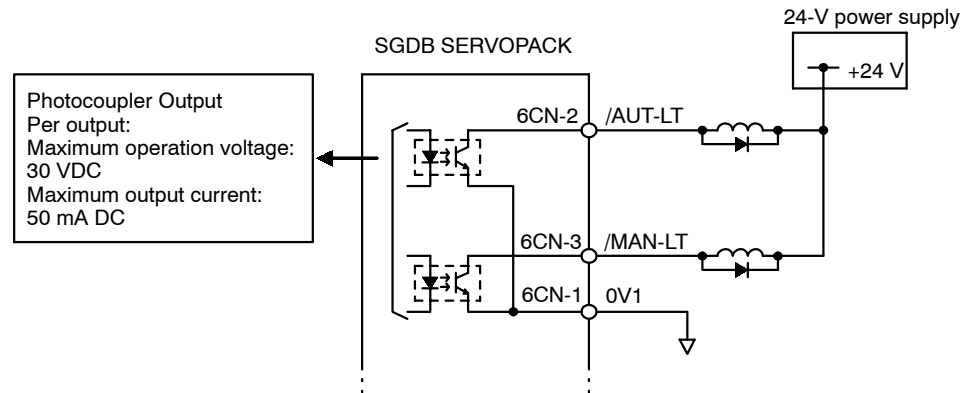 24-V power supply
SGDB SERVOPACK
+24 V
Photocoupler Output
Per output:
Maximum operation voltage:
30 VDC
Maximum output current:
50 mA DC
6CN-2 /AUT-LT
6CN-3 /MAN-LT
6CN-1 0V1